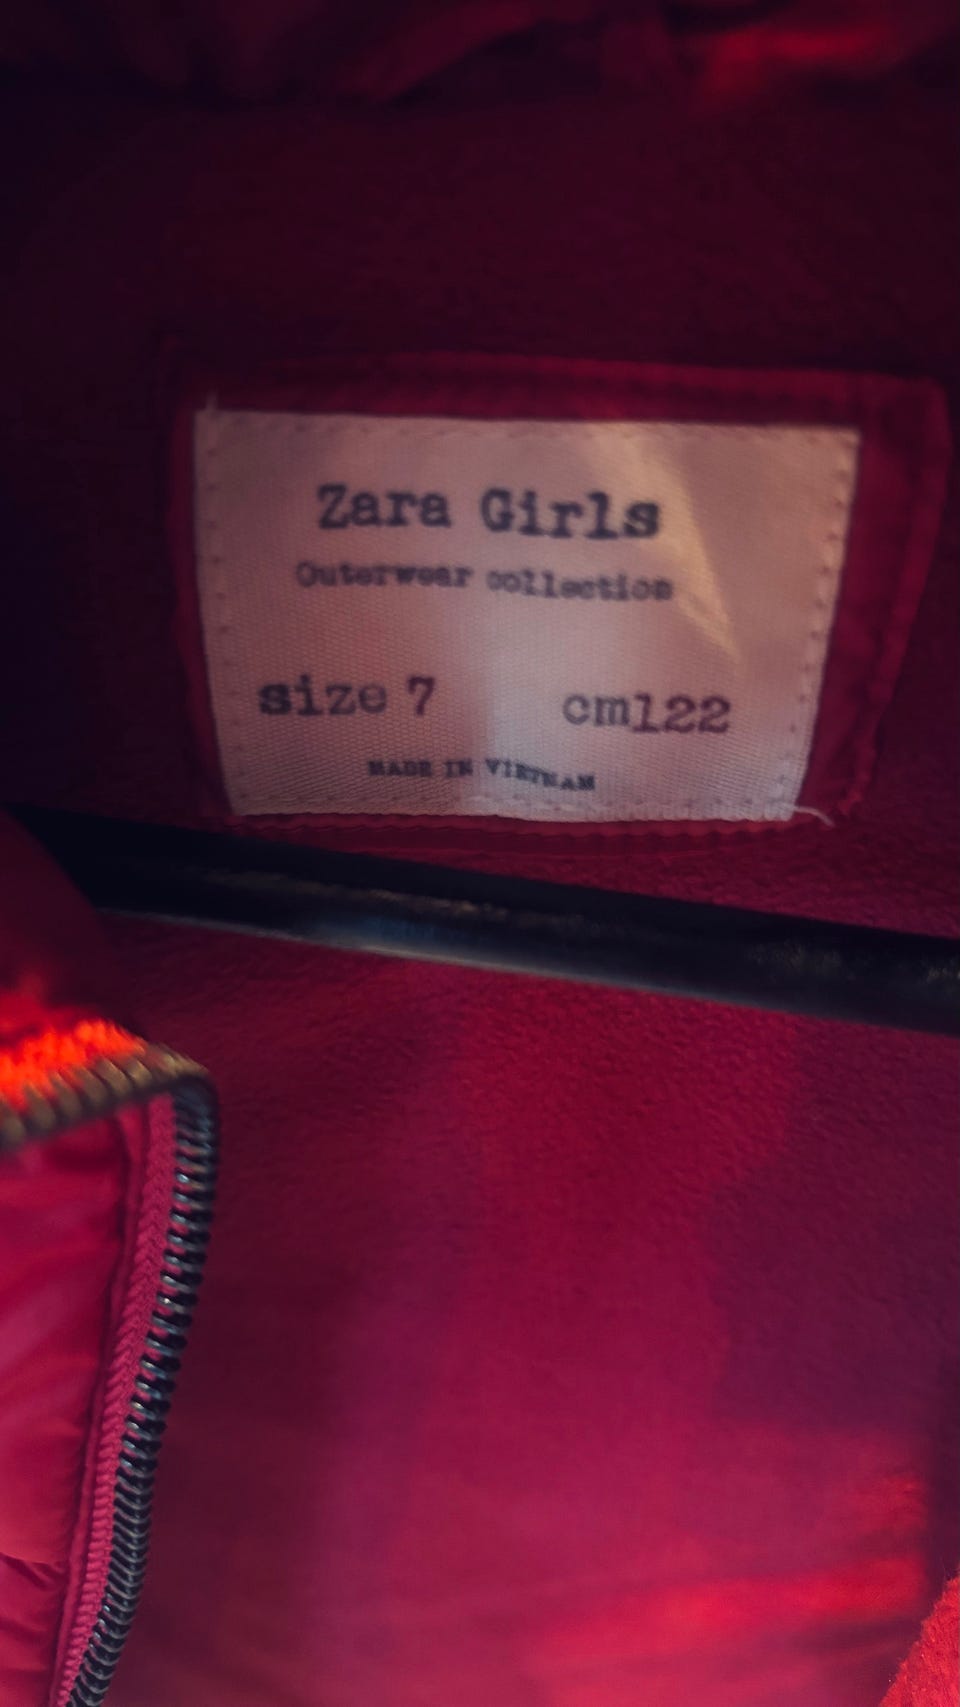 Zara Girls
Outerwear collection
size 7 cm122
MADE IN VIETNAM